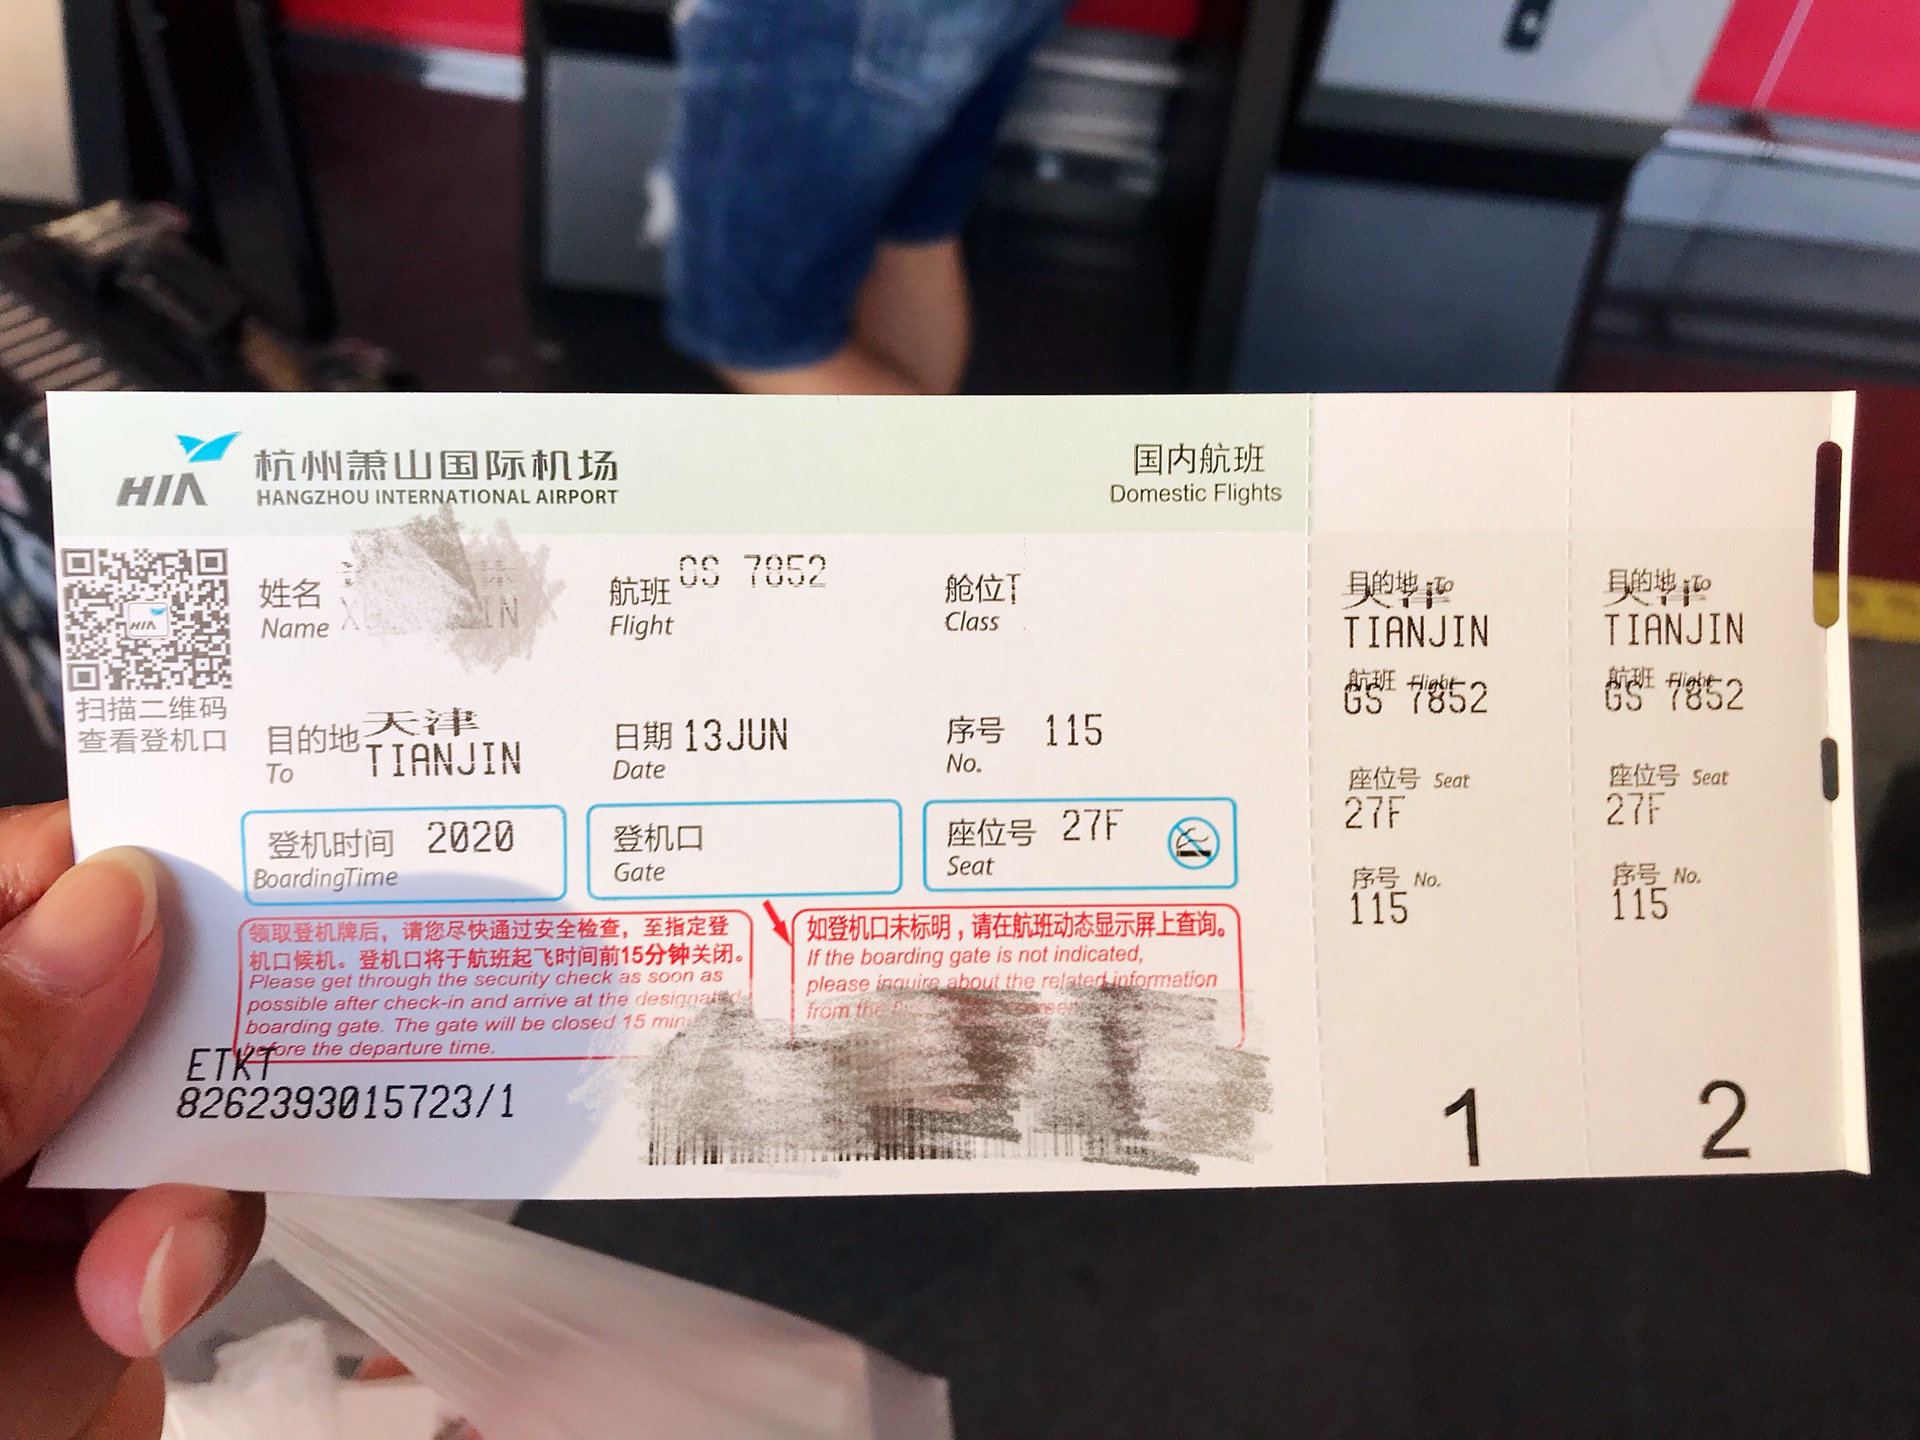 HIA
杭州萧山国际机场
HANGZHOU INTERNATIONAL AIRPORT
国内航班
Domestic Flights
HIA
扫描二维码
查看登机口
姓名
Name
IN
航班 GS 7852
Flight
舱位T
Class
目的地 天津
To TIANJIN
日期 13JUN
Date
序号 115
No.
登机时间 2020
BoardingTime
登机口
Gate
座位号 27F
Seat
领取登机牌后，请您尽快通过安全检查，至指定登
机口候机。登机口将于航班起飞时间前15分钟关闭。
Please get through the security check as soon as
possible after check-in and arrive at the designated
boarding gate. The gate will be closed 15
before the departure time.
如登机口未标明，请在航班动态显示屏上查询。
If the boarding gate is not indicated,
please inquire about the related information
from the
ETKT
8262393015723/1
目的地 To
天津
TIANJIN
航班 Flight
GS 7852
座位号 Seat
27F
序号 No.
115
1
目的地 To
天津
TIANJIN
航班 Flight
GS 7852
座位号 Seat
27F
序号 No.
115
2